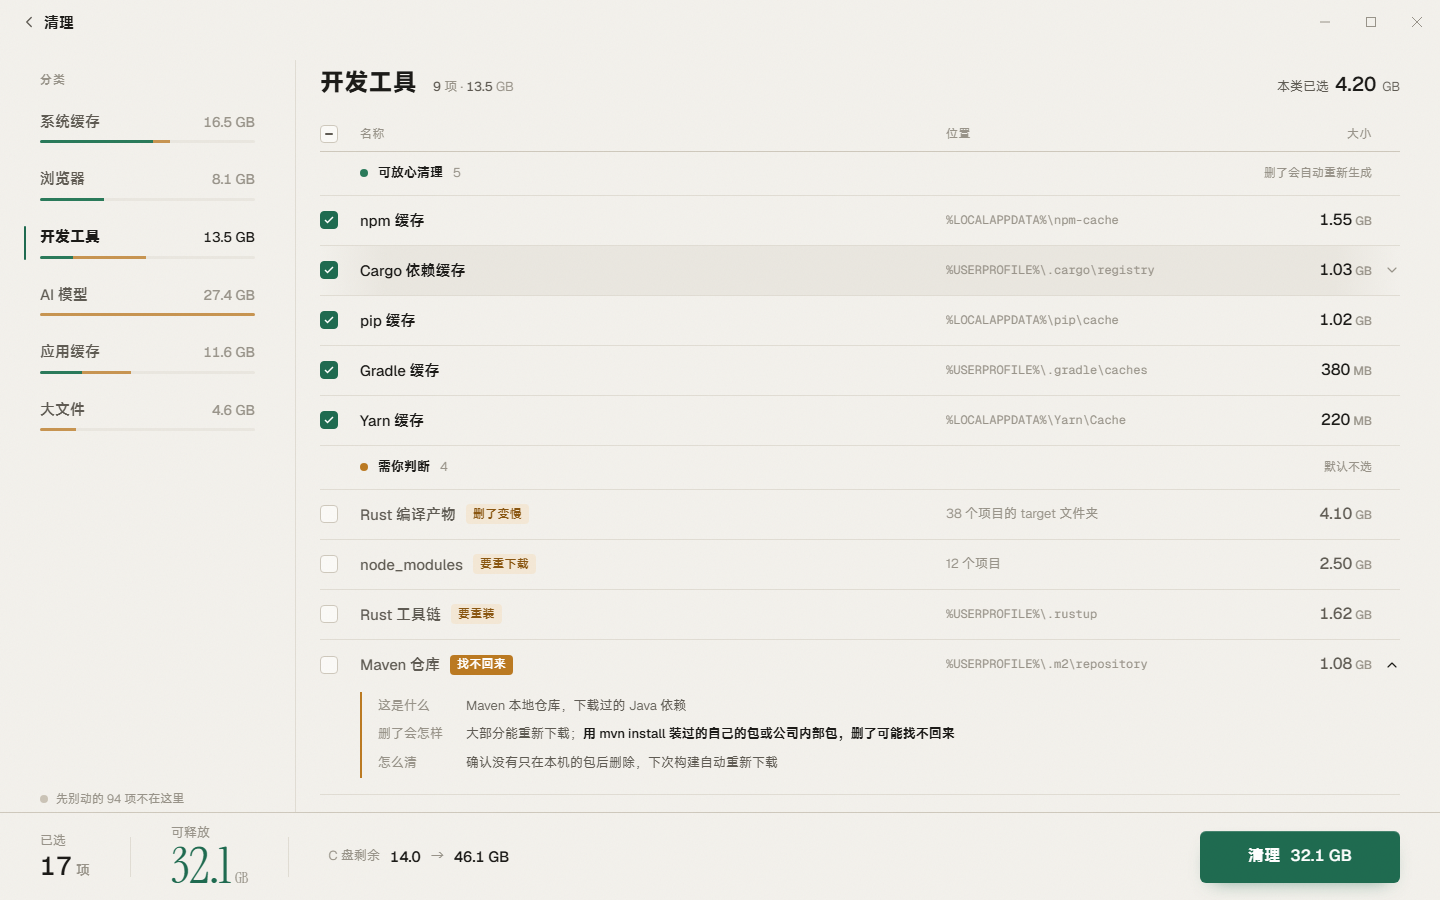 清理
分类
系统缓存 16.5 GB
浏览器 8.1 GB
开发工具 13.5 GB
AI 模型 27.4 GB
应用缓存 11.6 GB
大文件 4.6 GB
先别动的 94 项不在这里
开发工具 9 项 · 13.5 GB 本类已选 4.20 GB
名称 位置 大小
可放心清理 5 删了会自动重新生成
npm 缓存 %LOCALAPPDATA%\npm-cache 1.55 GB
Cargo 依赖缓存 %USERPROFILE%\.cargo\registry 1.03 GB
pip 缓存 %LOCALAPPDATA%\pip\cache 1.02 GB
Gradle 缓存 %USERPROFILE%\.gradle\caches 380 MB
Yarn 缓存 %LOCALAPPDATA%\Yarn\Cache 220 MB
需你判断 4 默认不选
Rust 编译产物 删了变慢 38 个项目的 target 文件夹 4.10 GB
node_modules 要重下载 12 个项目 2.50 GB
Rust 工具链 要重装 %USERPROFILE%\.rustup 1.62 GB
Maven 仓库 找不回来 %USERPROFILE%\.m2\repository 1.08 GB
这是什么 Maven 本地仓库，下载过的 Java 依赖
删了会怎样 大部分能重新下载；用 mvn install 装过的自己的包或公司内部包，删了可能找不回来
怎么清 确认没有只在本机的包后删除，下次构建自动重新下载
已选
17 项
可释放
32.1 GB
C 盘剩余 14.0 → 46.1 GB
清理 32.1 GB